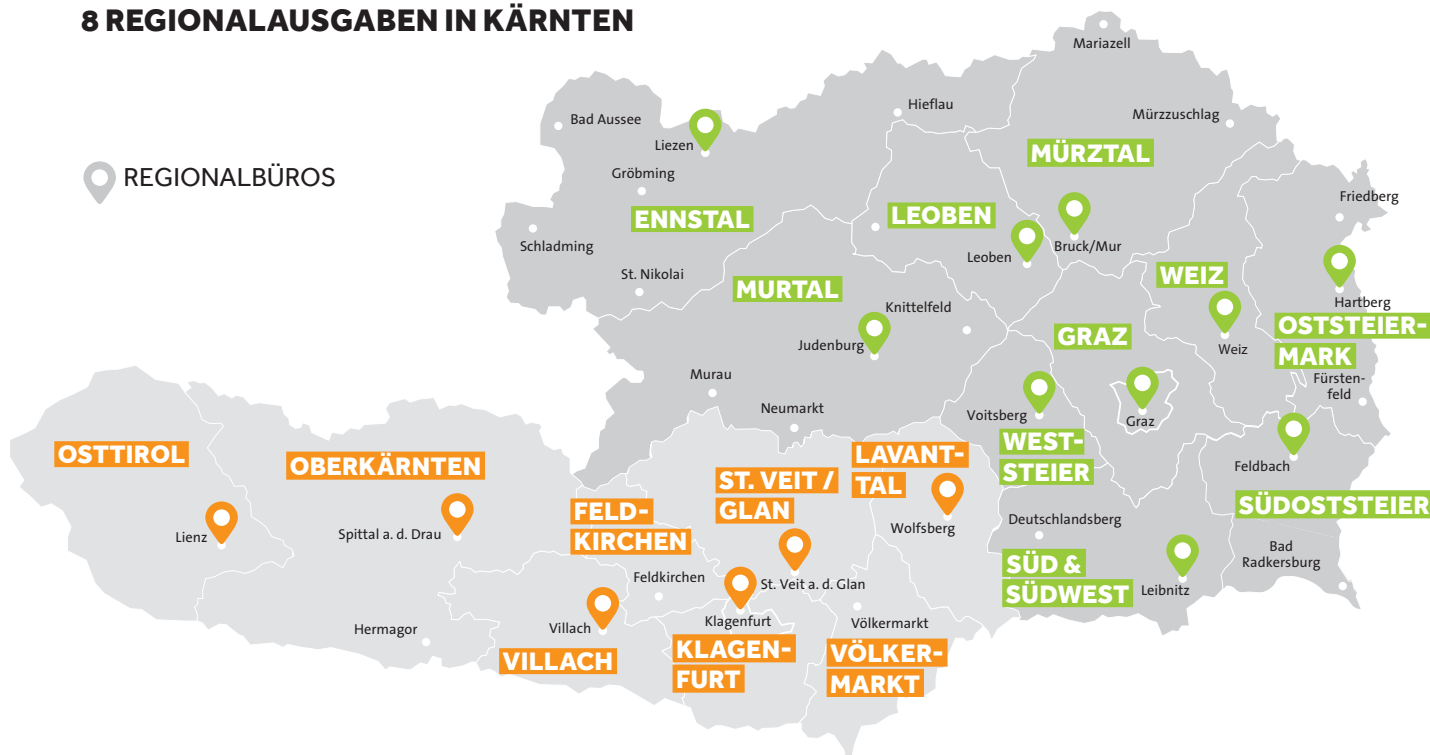 8 REGIONALAUSGABEN IN KÄRNTEN
Mariazell
Hieflau
Bad Aussee
Mürzzuschlag
Liezen
MÜRZTAL
REGIONALBÜROS
Gröbming
Friedberg
ENNSTAL
LEOBEN
Schladming
Bruck/Mur
Leoben
St. Nikolai
WEIZ
MURTAL
Hartberg
Knittelfeld
OSTSTEIER-
MARK
GRAZ
Judenburg
Weiz
Murau
Fürsten-
feld
Neumarkt
Voitsberg
Graz
WEST-
STEIER
OSTTIROL
OBERKÄRNTEN
LAVANT-
TAL
ST. VEIT /
GLAN
Feldbach
SÜDOSTSTEIER
FELD-
KIRCHEN
Lienz
Spittal a. d. Drau
Wolfsberg
Deutschlandsberg
Bad
Radkersburg
SÜD &
SÜDWEST
Leibnitz
Feldkirchen
St. Veit a. d. Glan
Hermagor
Villach
Klagenfurt
Völkermarkt
VILLACH
KLAGEN-
FURT
VÖLKER-
MARKT